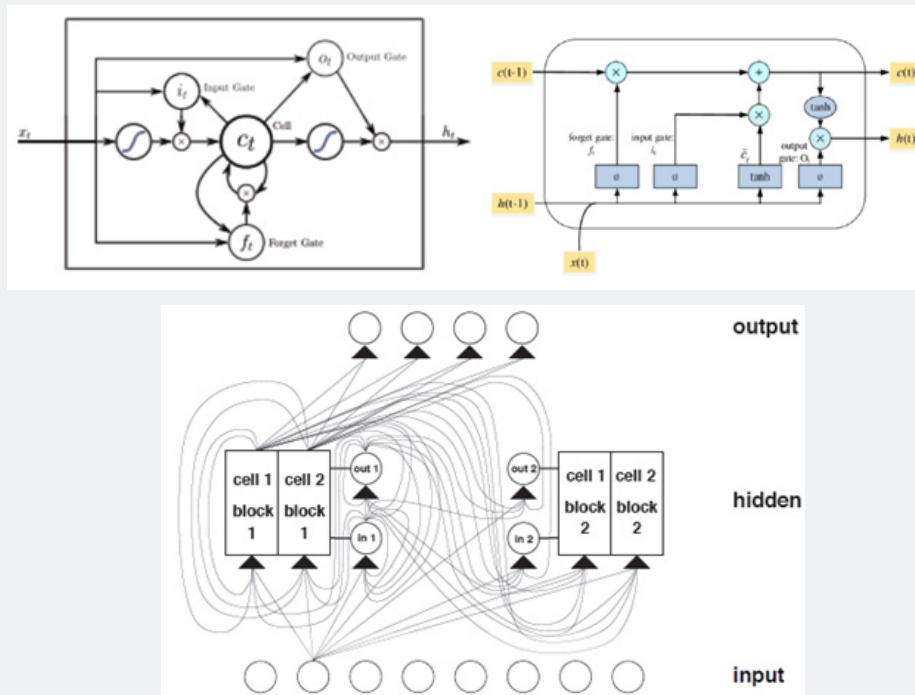 o_t Output Gate
i_t Input Gate
Cell
x_t
c_t
h_t
f_t Forget Gate
c(t-1)
×
+
c(t)
tanh
×
×
h(t)
forget gate:
f_t
input gate:
i_t
c̃_t
output
gate: O_t
σ
σ
tanh
σ
h(t-1)
x(t)
output
cell 1
block
1
cell 2
block
1
out 1
in 1
out 2
in 2
cell 1
block
2
cell 2
block
2
hidden
input